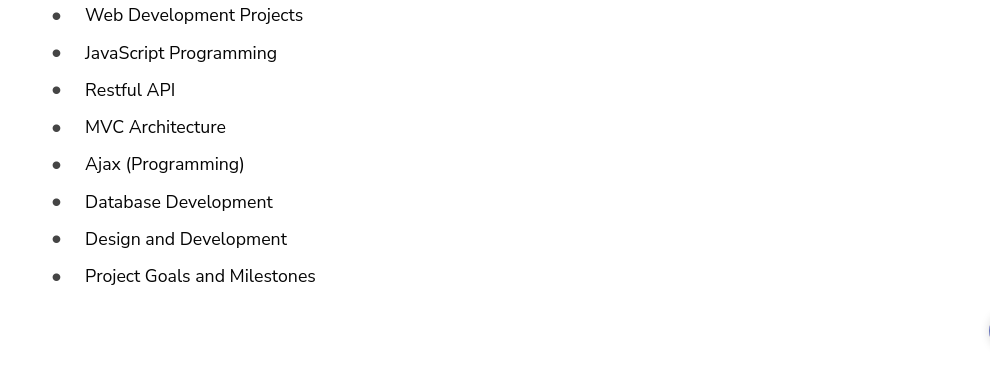 ● Web Development Projects
● JavaScript Programming
● Restful API
● MVC Architecture
● Ajax (Programming)
● Database Development
● Design and Development
● Project Goals and Milestones